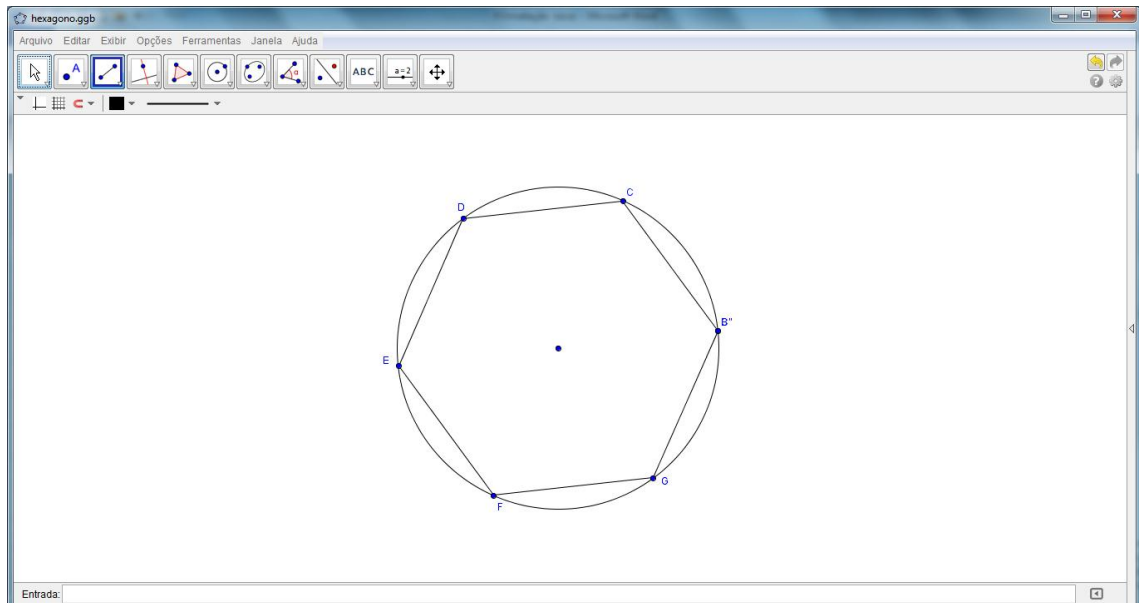 hexagono.ggb
Arquivo Editar Exibir Opções Ferramentas Janela Ajuda
A
α
ABC
a=2
C
D
B"
E
G
F
Entrada: